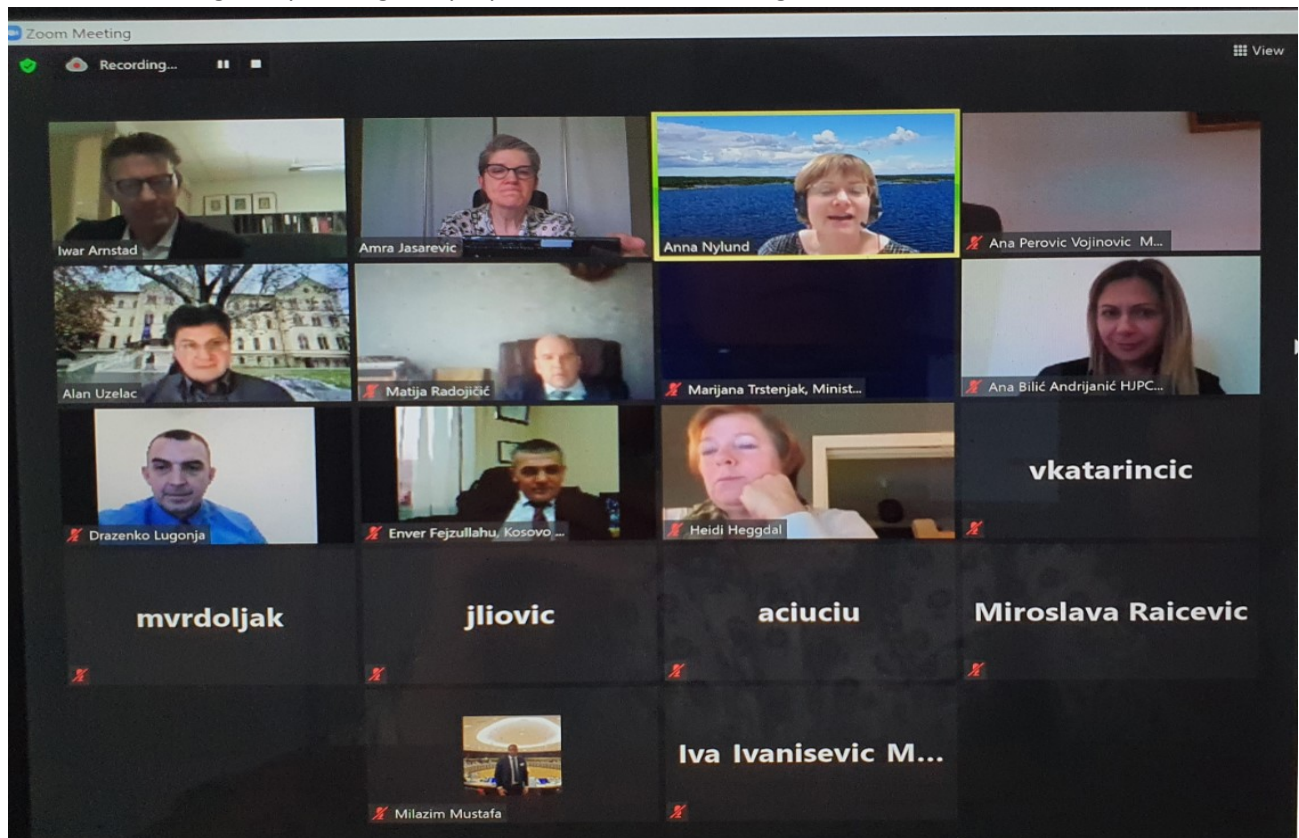 Zoom Meeting
Recording...
View
Iwar Arnstad
Amra Jasarevic
Anna Nylund
Ana Perovic Vojinovic M...
Alan Uzelac
Matija Radojičić
Marijana Trstenjak, Minist...
Ana Bilić Andrijanić HJPC...
Drazenko Lugonja
Enver Fejzullahu, Kosovo ...
Heidi Heggdal
vkatarincic
mvrdoljak
jliovic
aciuciu
Miroslava Raicevic
Milazim Mustafa
Iva Ivanisevic M...